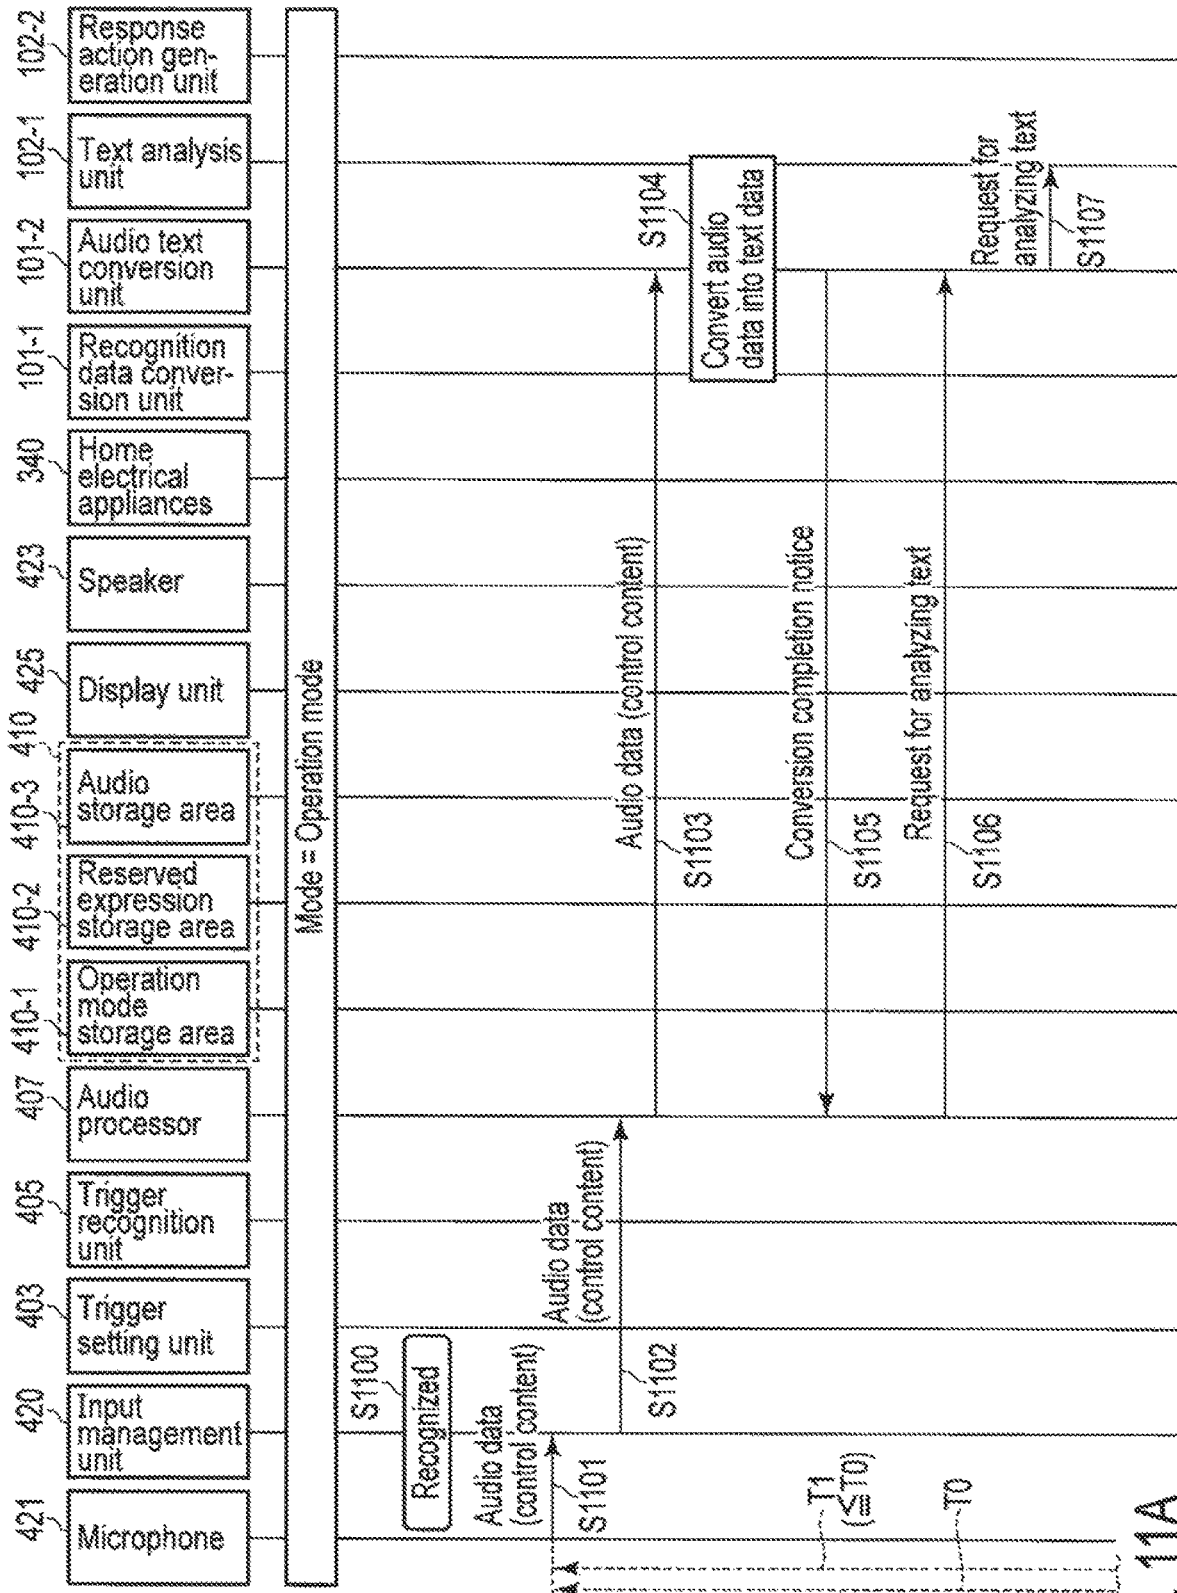 421
Microphone
420
Input
management
unit
403
Trigger
setting unit
405
Trigger
recognition
unit
407
Audio
processor
410-1
Operation
mode
storage area
410-2
Reserved
expression
storage area
410-3
Audio
storage area
410
425
Display unit
423
Speaker
340
Home
electrical
appliances
101-1
Recognition
data conver-
sion unit
101-2
Audio text
conversion
unit
102-1
Text analysis
unit
102-2
Response
action gen-
eration unit
Mode = Operation mode
S1100
Recognized
Audio data
(control content)
S1101
Audio data
(control content)
S1102
Audio data (control content)
S1103
S1104
Convert audio
data into text data
Conversion completion notice
S1105
Request for analyzing text
S1106
Request for
analyzing text
S1107
T1
(≦T0)
T0
11A